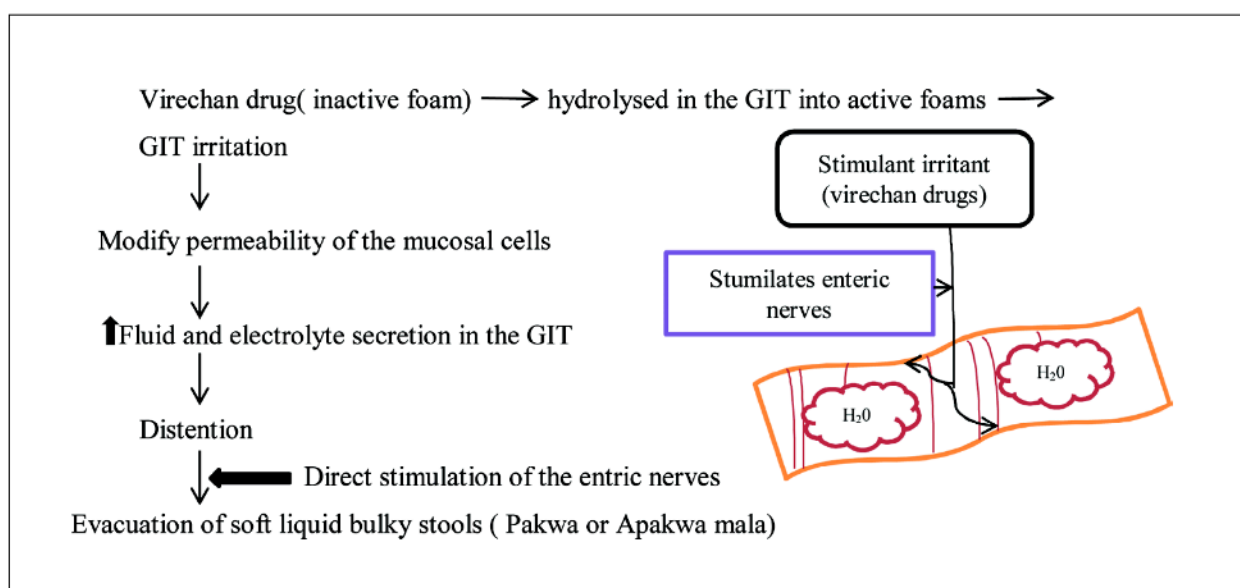 Virechan drug( inactive foam) → hydrolysed in the GIT into active foams →
GIT irritation
Modify permeability of the mucosal cells
⬆Fluid and electrolyte secretion in the GIT
Distention
Direct stimulation of the entric nerves
Evacuation of soft liquid bulky stools ( Pakwa or Apakwa mala)
Stimulant irritant
(virechan drugs)
Stumilates enteric
nerves
H₂0
H₂0